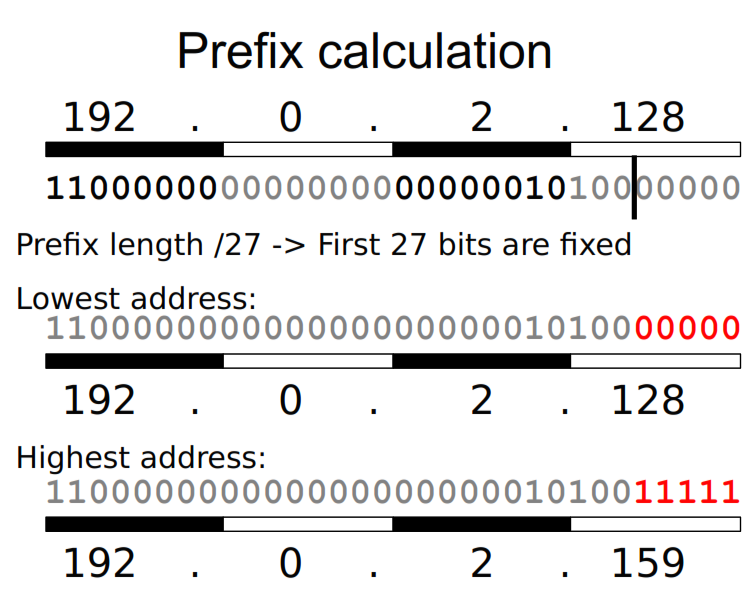 Prefix calculation
192 . 0 . 2 . 128
11000000000000000000001010000000
Prefix length /27 -> First 27 bits are fixed
Lowest address:
11000000000000000000001010000000
192 . 0 . 2 . 128
Highest address:
11000000000000000000001010011111
192 . 0 . 2 . 159